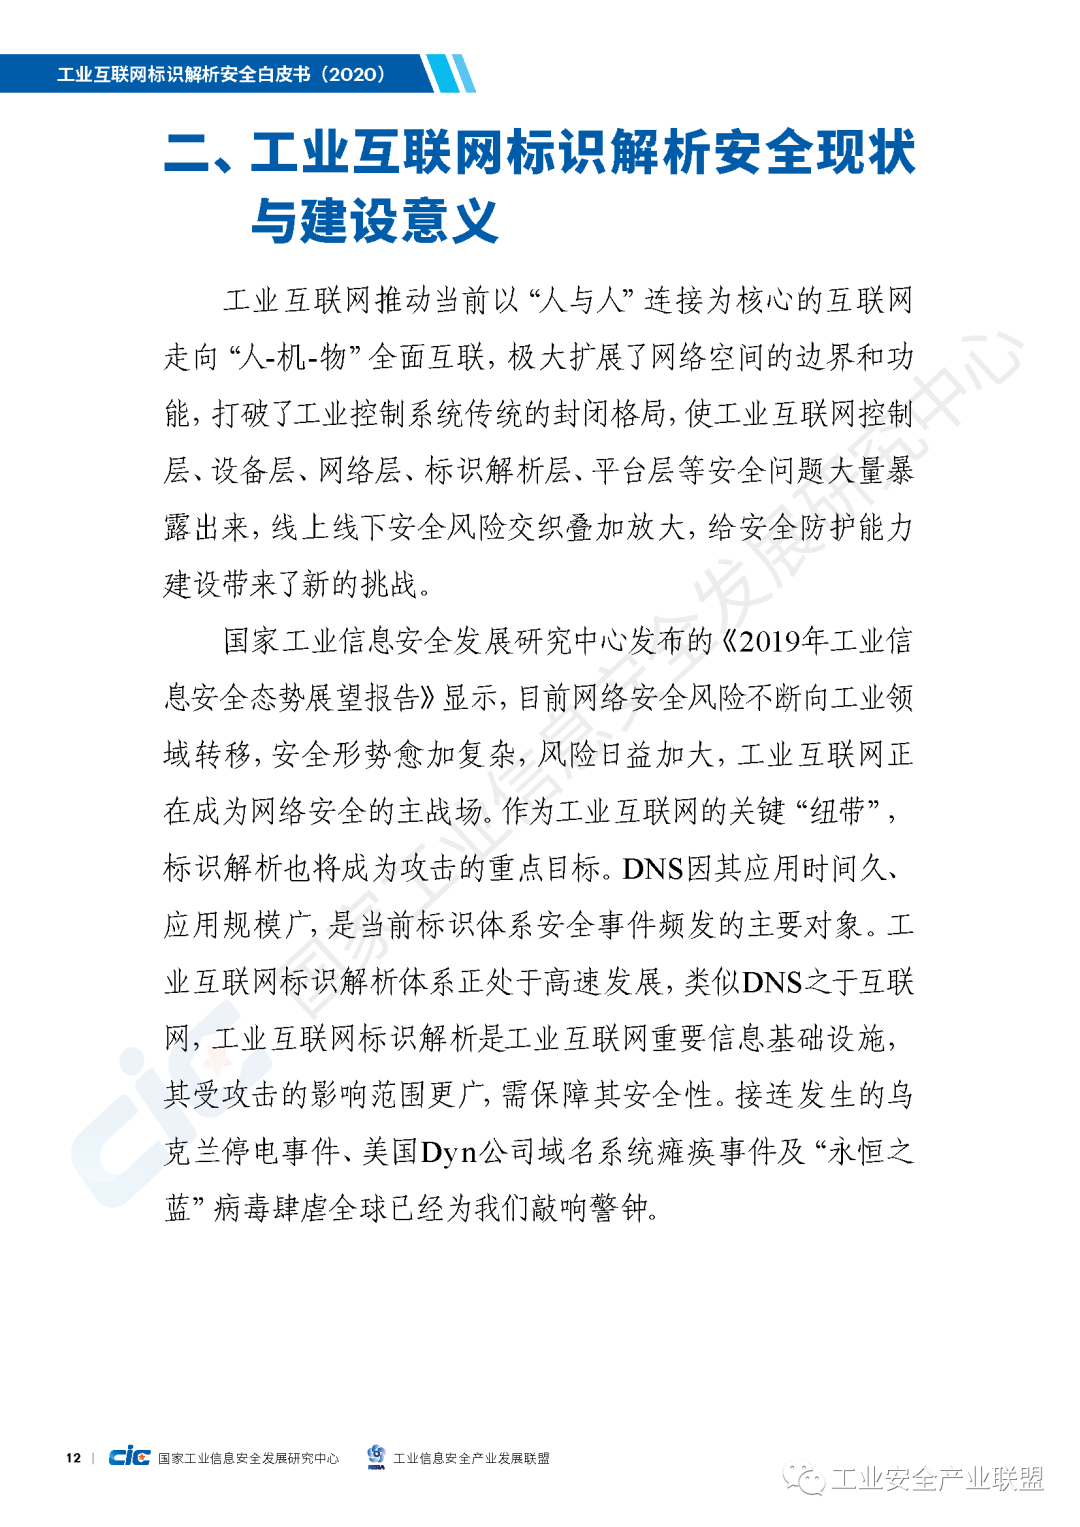 工业互联网标识解析安全白皮书（2020）
二、工业互联网标识解析安全现状
与建设意义
工业互联网推动当前以“人与人”连接为核心的互联网
走向“人-机-物”全面互联，极大扩展了网络空间的边界和功
能，打破了工业控制系统传统的封闭格局，使工业互联网控制
层、设备层、网络层、标识解析层、平台层等安全问题大量暴
露出来，线上线下安全风险交织叠加放大，给安全防护能力
建设带来了新的挑战。
国家工业信息安全发展研究中心发布的《2019年工业信
息安全态势展望报告》显示，目前网络安全风险不断向工业领
域转移，安全形势愈加复杂，风险日益加大，工业互联网正
在成为网络安全的主战场。作为工业互联网的关键“纽带”，
标识解析也将成为攻击的重点目标。DNS因其应用时间久、
应用规模广，是当前标识体系安全事件频发的主要对象。工
业互联网标识解析体系正处于高速发展，类似DNS之于互联
网，工业互联网标识解析是工业互联网重要信息基础设施，
其受攻击的影响范围更广，需保障其安全性。接连发生的乌
克兰停电事件、美国Dyn公司域名系统瘫痪事件及“永恒之
蓝”病毒肆虐全球已经为我们敲响警钟。
国家工业信息安全发展研究中心
cic
12 | cic 国家工业信息安全发展研究中心 工业信息安全产业发展联盟
工业安全产业联盟